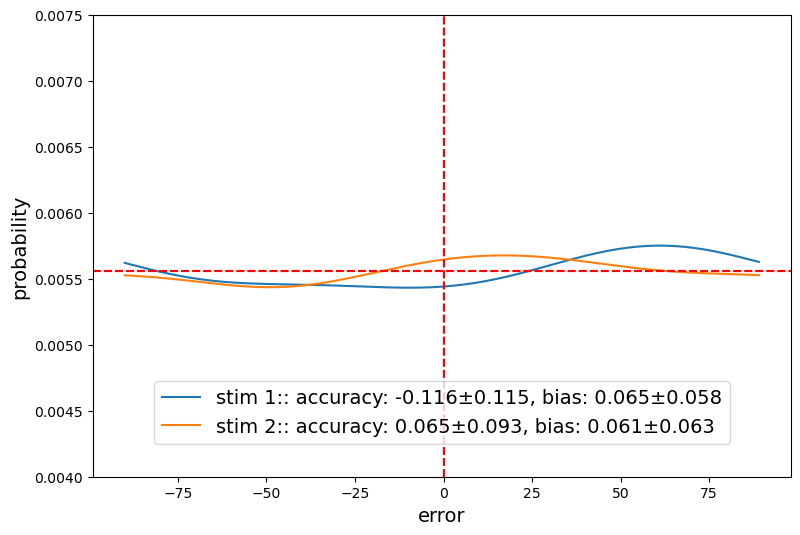 0.0075
0.0070
0.0065
0.0060
0.0055
0.0050
0.0045
0.0040
probability
stim 1:: accuracy: -0.116±0.115, bias: 0.065±0.058
stim 2:: accuracy: 0.065±0.093, bias: 0.061±0.063
−75 −50 −25 0 25 50 75
error